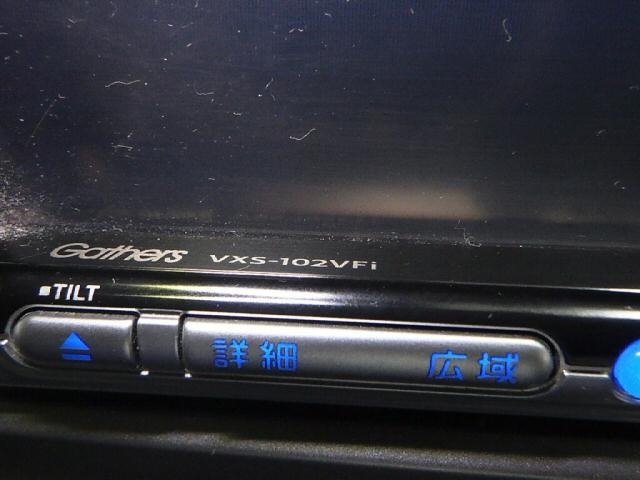 Gathers VXS-102VFi
TILT
詳細 広域